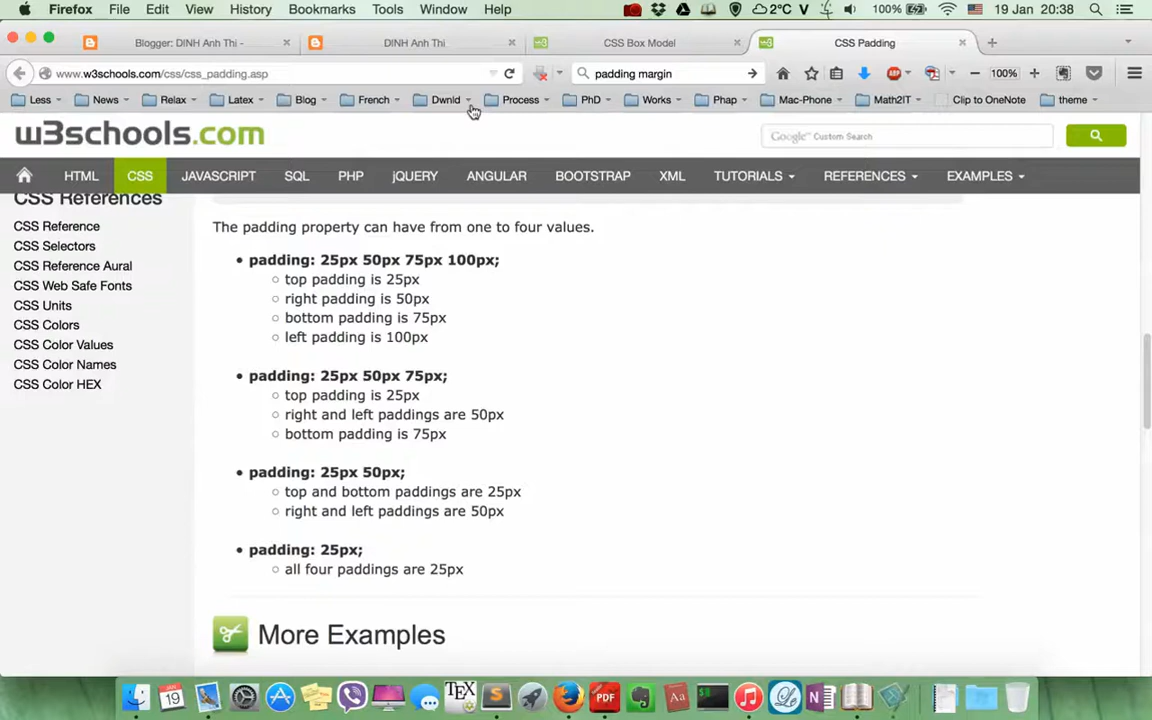 Firefox File Edit View History Bookmarks Tools Window Help 2°C V 100% 19 Jan 20:38
Blogger: DINH Anh Thi - DINH Anh Thi CSS Box Model CSS Padding
www.w3schools.com/css/css_padding.asp padding margin 100%
Less News Relax Latex Blog French Dwnld Process PhD Works Phap Mac-Phone Math2IT Clip to OneNote theme
w3schools.com Google Custom Search
HTML CSS JAVASCRIPT SQL PHP jQUERY ANGULAR BOOTSTRAP XML TUTORIALS REFERENCES EXAMPLES
CSS References
CSS Reference
CSS Selectors
CSS Reference Aural
CSS Web Safe Fonts
CSS Units
CSS Colors
CSS Color Values
CSS Color Names
CSS Color HEX
The padding property can have from one to four values.
• padding: 25px 50px 75px 100px;
○ top padding is 25px
○ right padding is 50px
○ bottom padding is 75px
○ left padding is 100px
• padding: 25px 50px 75px;
○ top padding is 25px
○ right and left paddings are 50px
○ bottom padding is 75px
• padding: 25px 50px;
○ top and bottom paddings are 25px
○ right and left paddings are 50px
• padding: 25px;
○ all four paddings are 25px
More Examples
19 TEX PDF Aa N